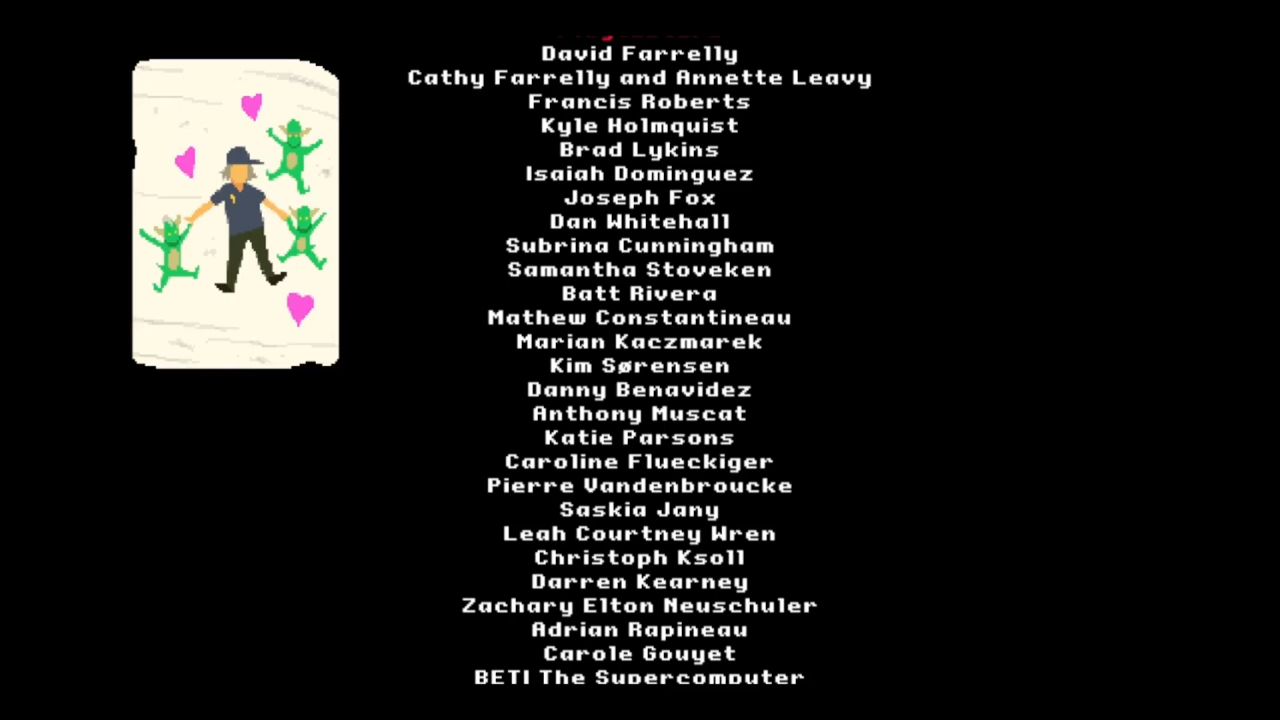 David Farrelly
Cathy Farrelly and Annette Leavy
Francis Roberts
Kyle Holmquist
Brad Lykins
Isaiah Dominguez
Joseph Fox
Dan Whitehall
Subrina Cunningham
Samantha Stoveken
Batt Rivera
Mathew Constantineau
Marian Kaczmarek
Kim Sørensen
Danny Benavidez
Anthony Muscat
Katie Parsons
Caroline Flueckiger
Pierre Vandenbroucke
Saskia Jany
Leah Courtney Wren
Christoph Ksoll
Darren Kearney
Zachary Elton Neuschuler
Adrian Rapineau
Carole Gouyet
BETI The Supercomputer